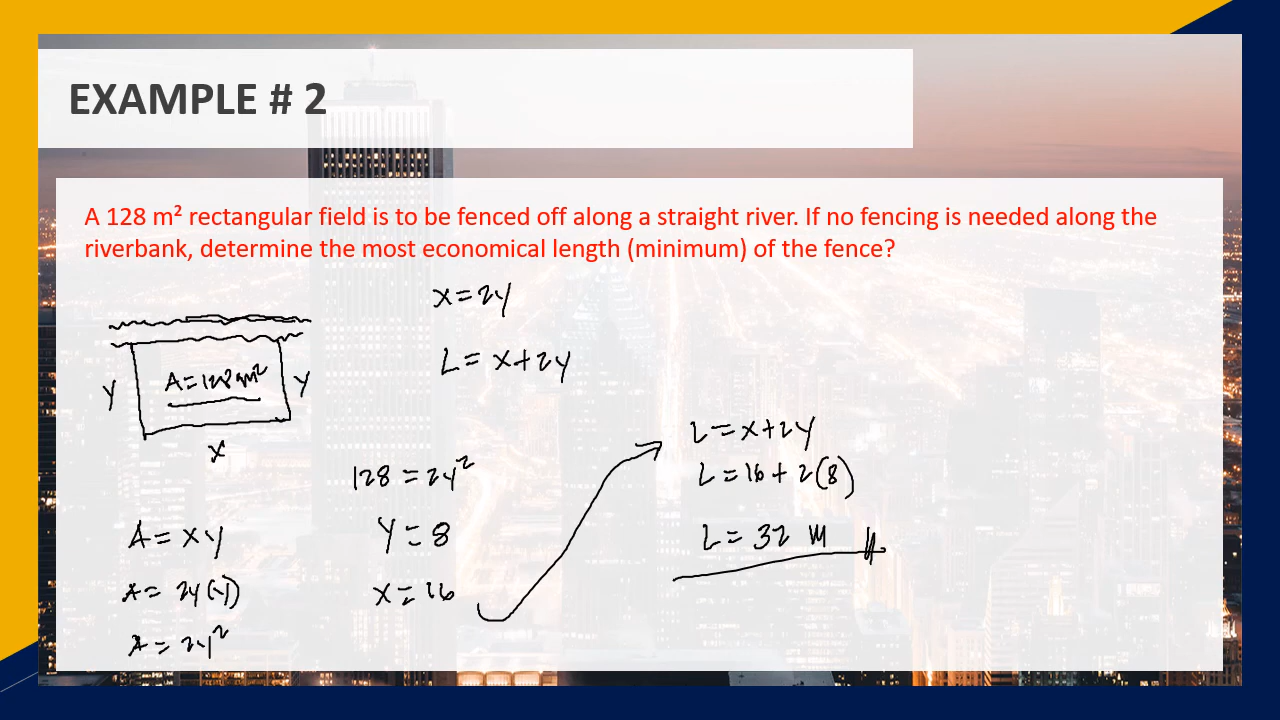 EXAMPLE # 2
A 128 m² rectangular field is to be fenced off along a straight river. If no fencing is needed along the
riverbank, determine the most economical length (minimum) of the fence?
x=2y
L= x+2y
A=128m²
Y
Y
x
A= xy
A= 2y(y)
A= 2y²
128 =2y²
Y= 8
x=16
L=x+2y
L=16+ 2(8)
L= 32 m